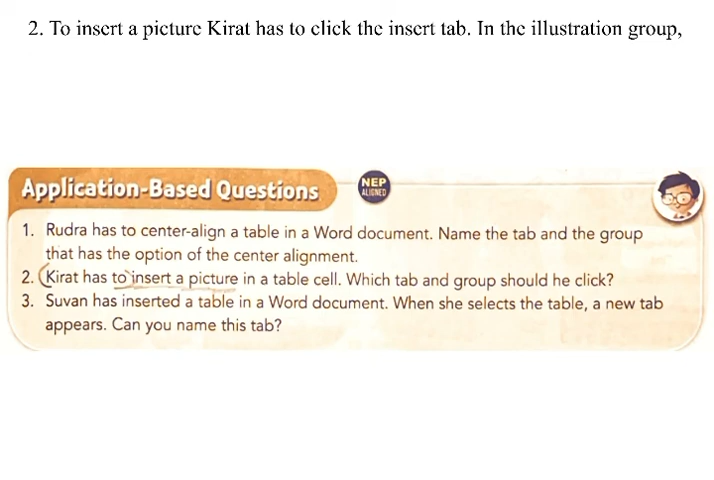 2. To insert a picture Kirat has to click the insert tab. In the illustration group,
Application-Based Questions
NEP
ALIGNED
1. Rudra has to center-align a table in a Word document. Name the tab and the group
that has the option of the center alignment.
2. (Kirat has to insert a picture in a table cell. Which tab and group should he click?
3. Suvan has inserted a table in a Word document. When she selects the table, a new tab
appears. Can you name this tab?